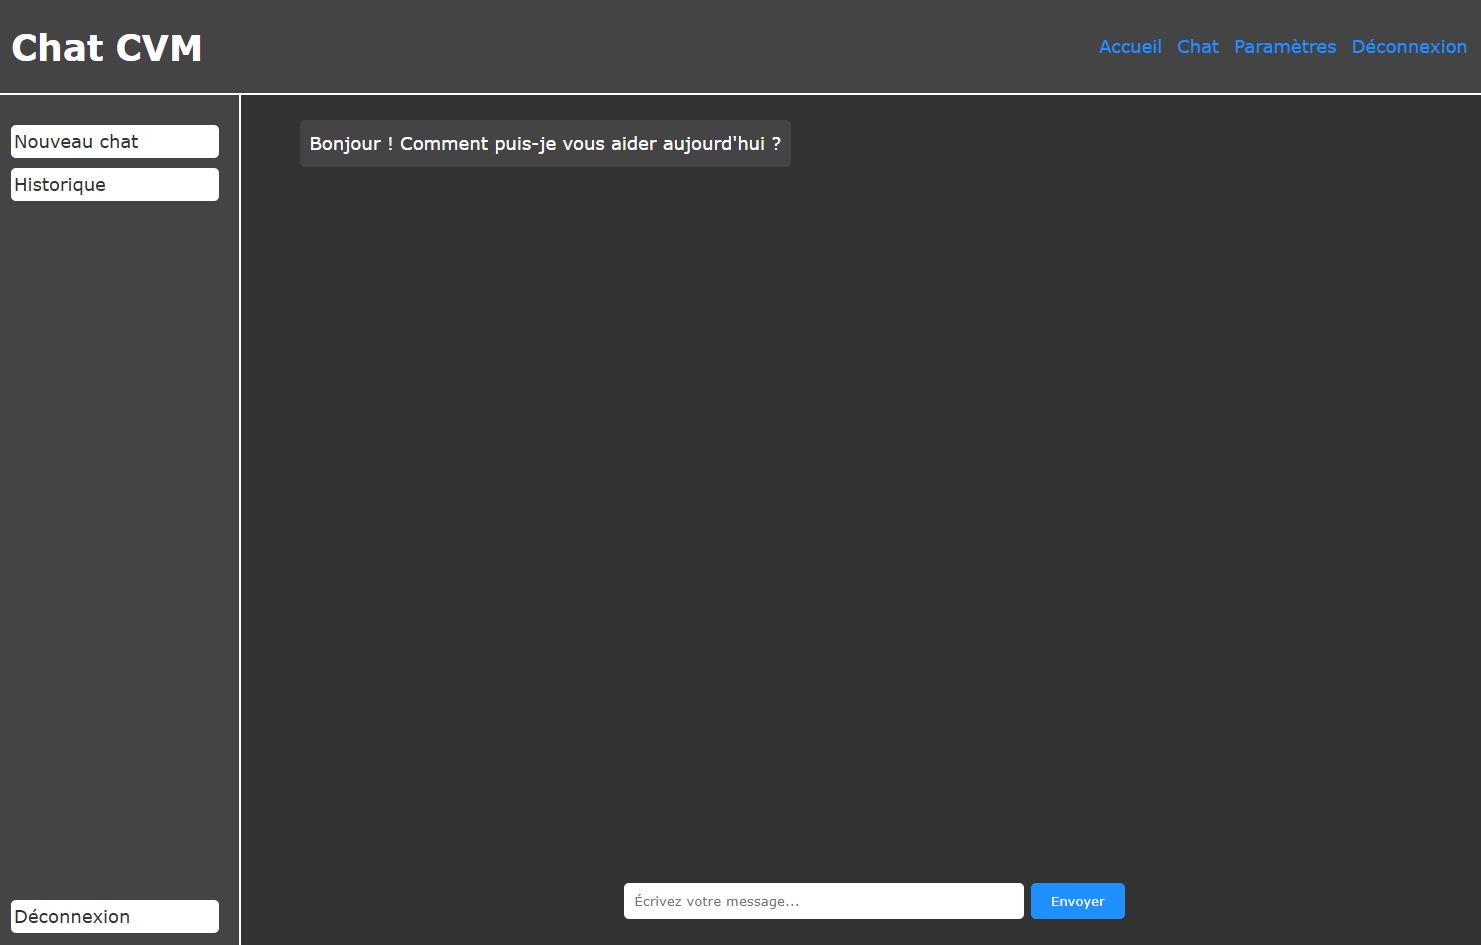 Chat CVM
Accueil Chat Paramètres Déconnexion
Nouveau chat
Historique
Bonjour ! Comment puis-je vous aider aujourd'hui ?
Écrivez votre message...
Envoyer
Déconnexion